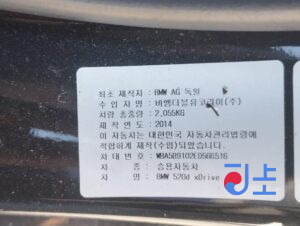 최초 제작자 : BMW AG 독일
수 입 자 명 : 비엠더블유코리아(주)
차량 총중량 : 2,055KG
제 작 연 도 : 2014
이 자동차는 대한민국 자동차관리법령에
적합하게 제작(수입)되었습니다.
차 대 번 호 : WBA5B9102ED566516
차 종 : 승용자동차
차 명 : BMW 520d xDrive